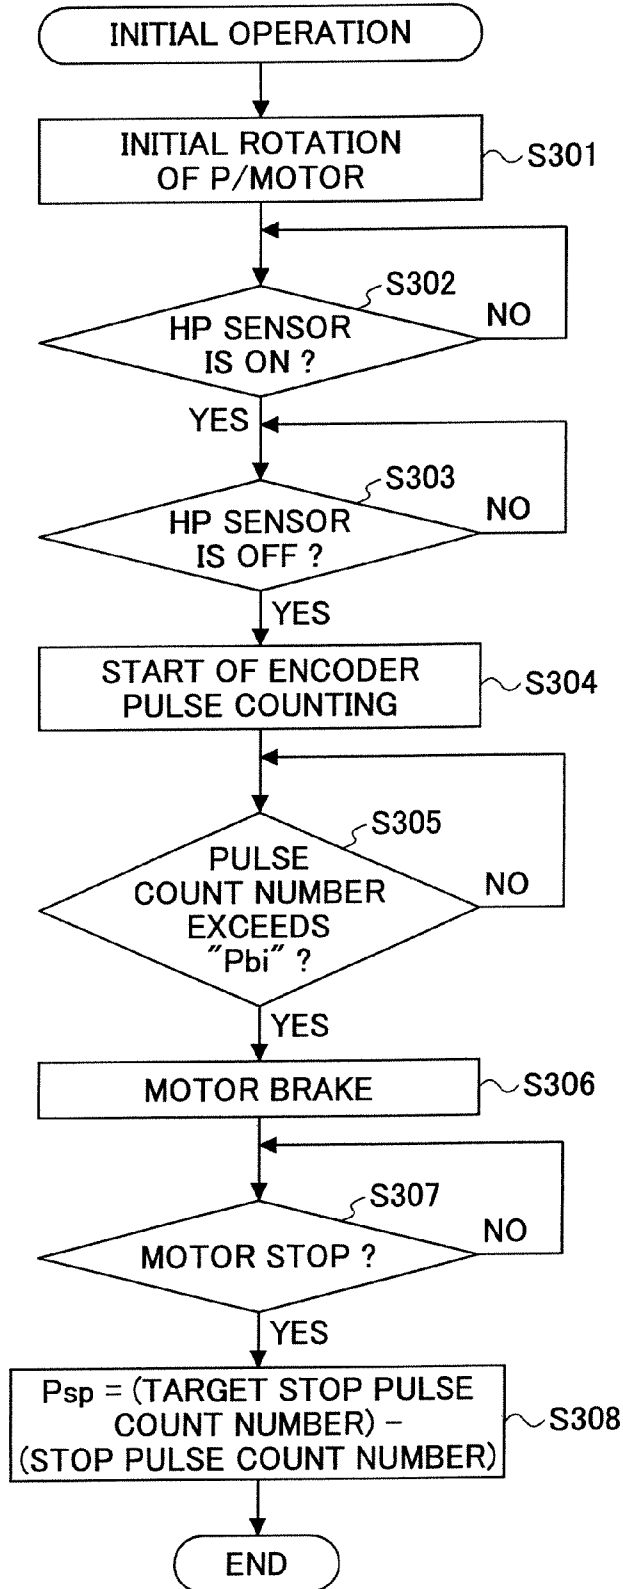 INITIAL OPERATION
INITIAL ROTATION
OF P/MOTOR
S301
S302
HP SENSOR
IS ON ?
NO
YES
S303
HP SENSOR
IS OFF ?
NO
YES
START OF ENCODER
PULSE COUNTING
S304
S305
PULSE
COUNT NUMBER
EXCEEDS
"Pbi" ?
NO
YES
MOTOR BRAKE
S306
S307
MOTOR STOP ?
NO
YES
Psp = (TARGET STOP PULSE
COUNT NUMBER) -
(STOP PULSE COUNT NUMBER)
S308
END